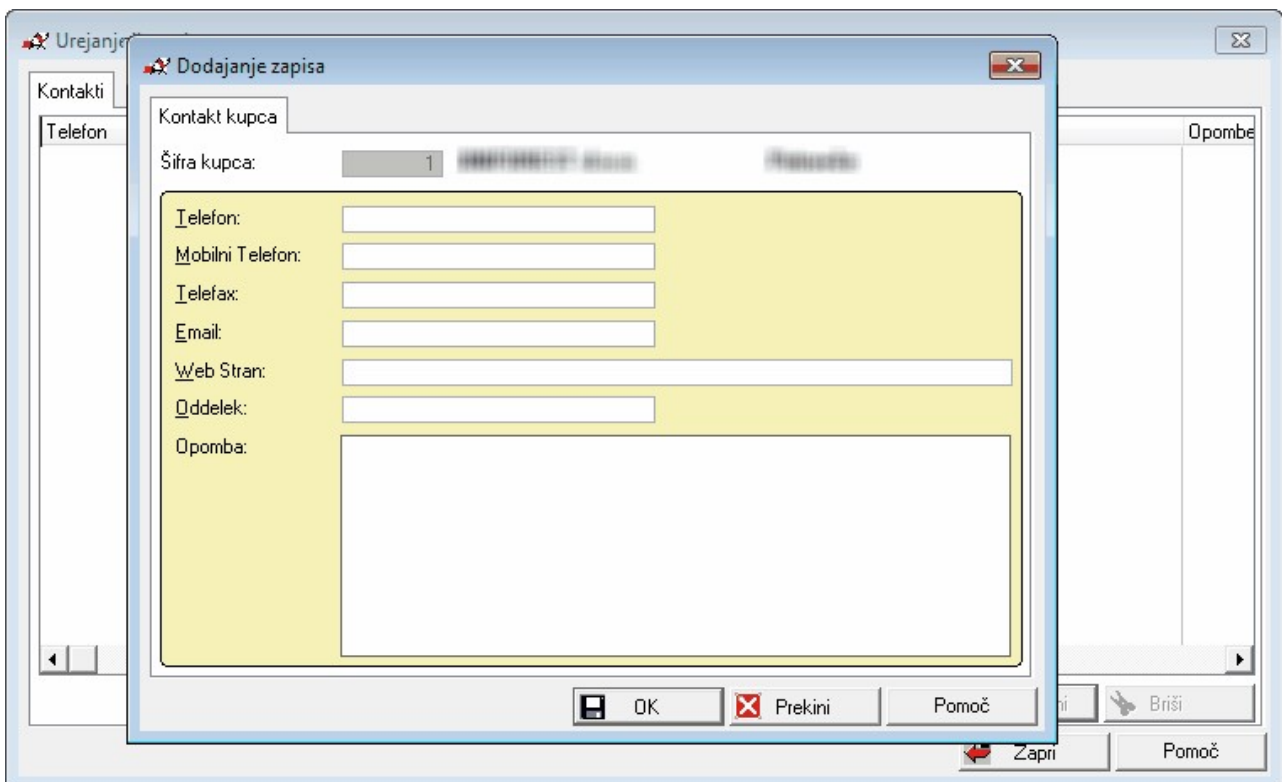 Urejanje
Dodajanje zapisa
Kontakti
Kontakt kupca
Telefon
Opombe
Šifra kupca: 1
Telefon:
Mobilni Telefon:
Telefax:
Email:
Web Stran:
Oddelek:
Opomba:
OK Prekini Pomoč
Briši
Zapri Pomoč